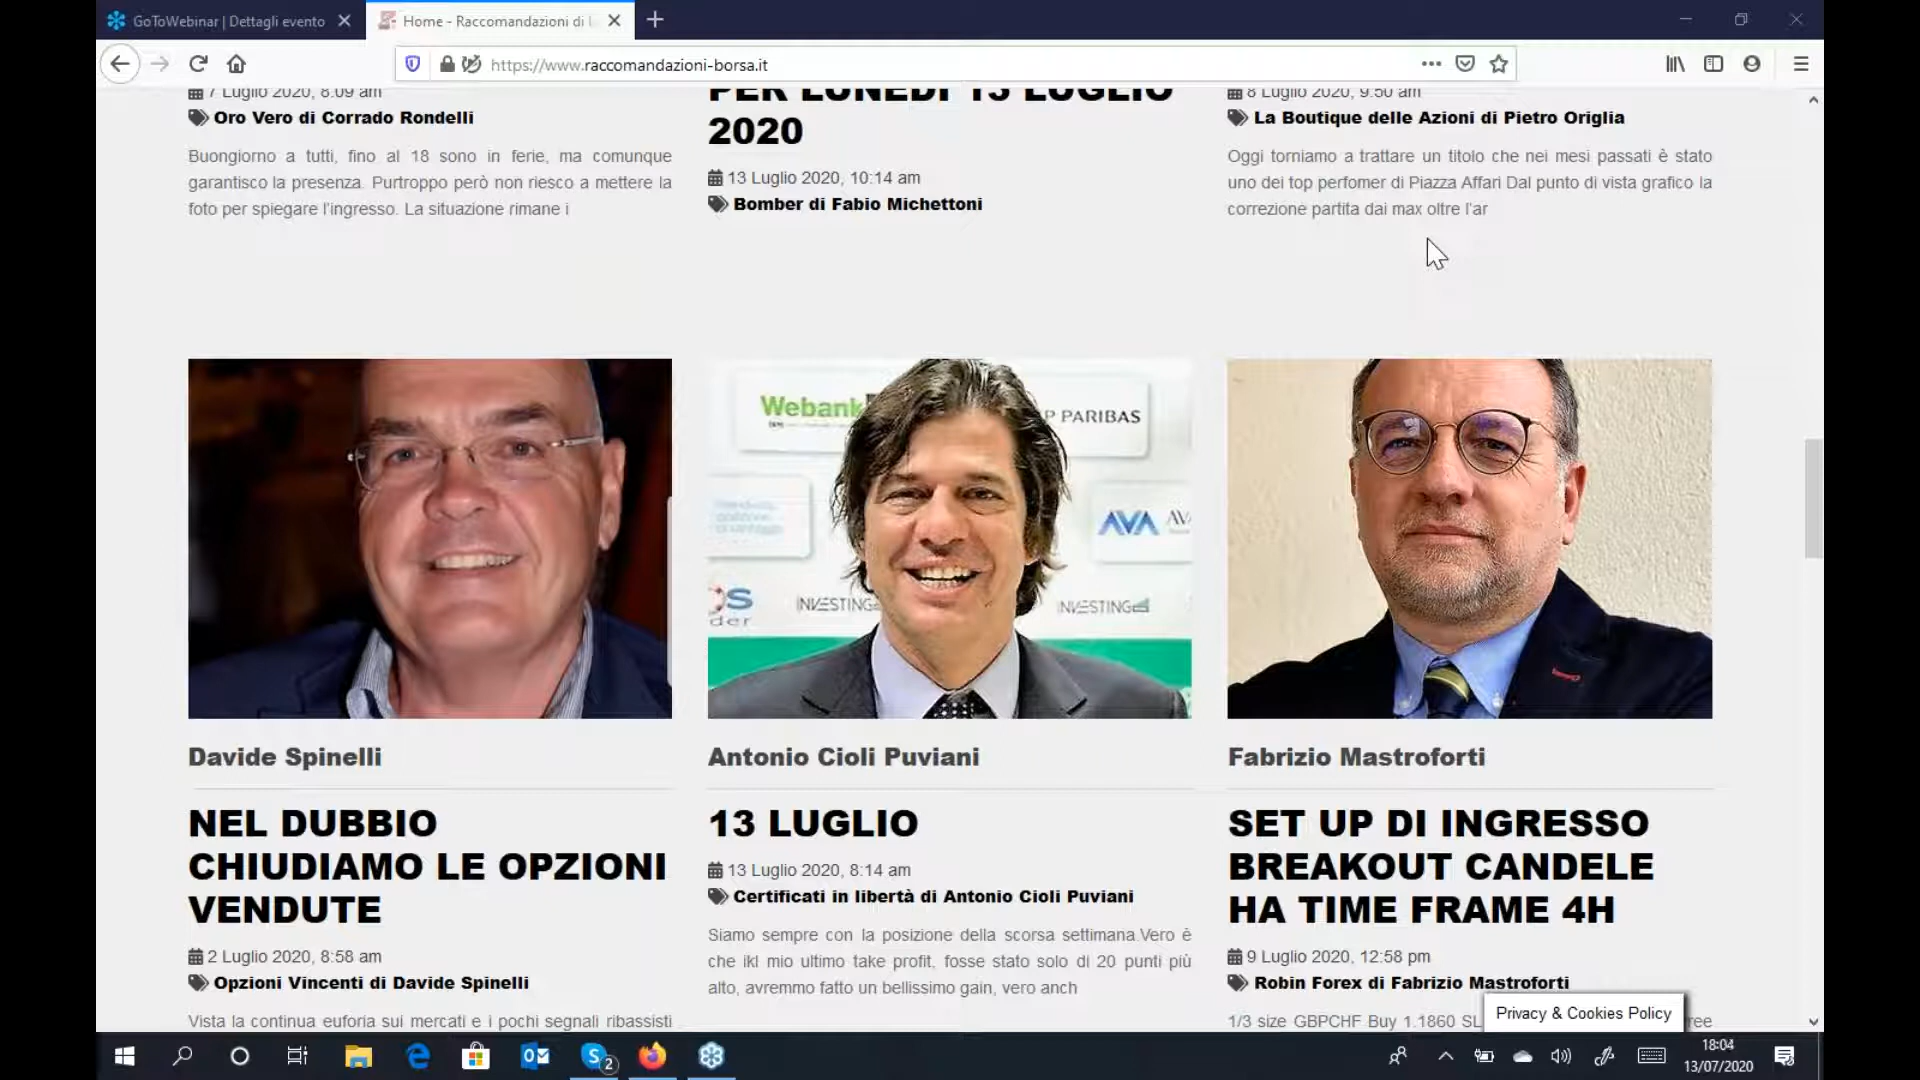 GoToWebinar | Dettagli evento
Home - Raccomandazioni di
https://www.raccomandazioni-borsa.it
7 Luglio 2020, 8:09 am
Oro Vero di Corrado Rondelli
Buongiorno a tutti, fino al 18 sono in ferie, ma comunque
garantisco la presenza. Purtroppo però non riesco a mettere la
foto per spiegare l'ingresso. La situazione rimane i
PER LUNEDÌ 13 LUGLIO
2020
13 Luglio 2020, 10:14 am
Bomber di Fabio Michettoni
8 Luglio 2020, 9:50 am
La Boutique delle Azioni di Pietro Origlia
Oggi torniamo a trattare un titolo che nei mesi passati è stato
uno dei top perfomer di Piazza Affari Dal punto di vista grafico la
correzione partita dai max oltre l'ar
Webank
P PARIBAS
AVA
AV
INVESTING
INVESTING
der
Davide Spinelli
NEL DUBBIO
CHIUDIAMO LE OPZIONI
VENDUTE
2 Luglio 2020, 8:58 am
Opzioni Vincenti di Davide Spinelli
Vista la continua euforia sui mercati e i pochi segnali ribassisti
Antonio Cioli Puviani
13 LUGLIO
13 Luglio 2020, 8:14 am
Certificati in libertà di Antonio Cioli Puviani
Siamo sempre con la posizione della scorsa settimana.Vero è
che ikl mio ultimo take profit, fosse stato solo di 20 punti più
alto, avremmo fatto un bellissimo gain, vero anch
Fabrizio Mastroforti
SET UP DI INGRESSO
BREAKOUT CANDELE
HA TIME FRAME 4H
9 Luglio 2020, 12:58 pm
Robin Forex di Fabrizio Mastroforti
1/3 size GBPCHF Buy 1.1860 SL
Privacy & Cookies Policy
2
18:04
13/07/2020